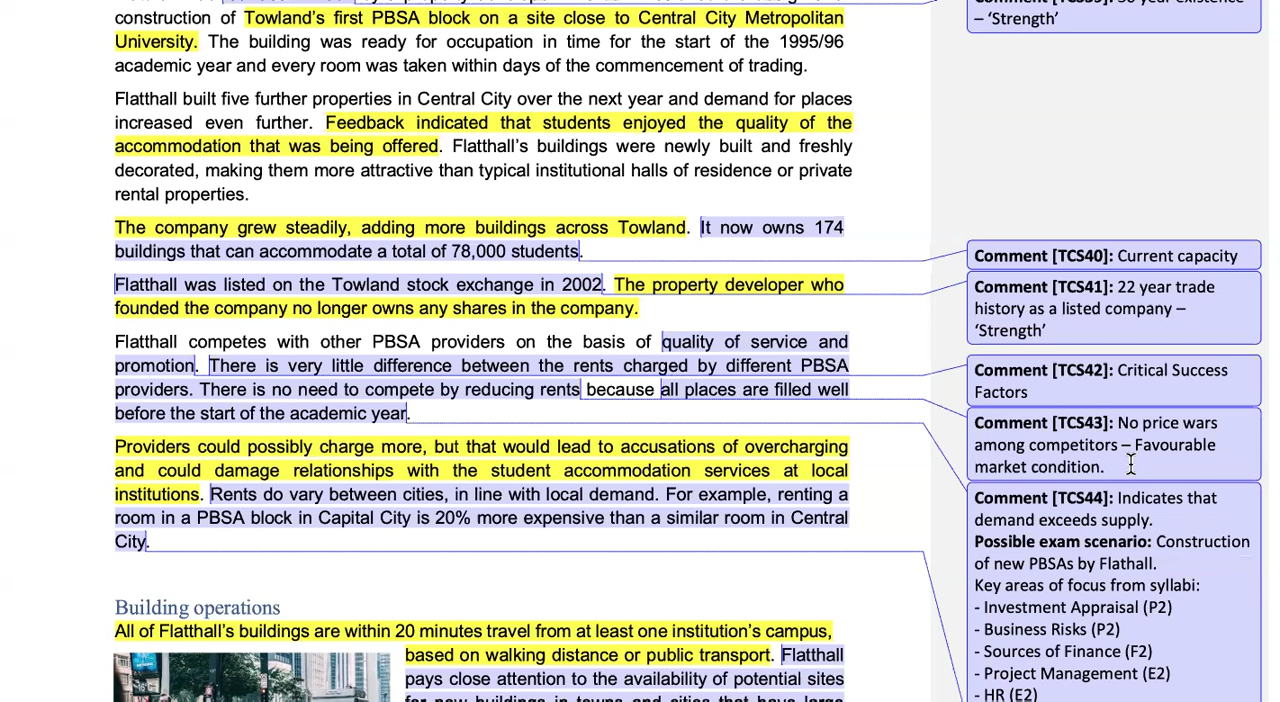 construction of Towland's first PBSA block on a site close to Central City Metropolitan
University. The building was ready for occupation in time for the start of the 1995/96
academic year and every room was taken within days of the commencement of trading.
Flatthall built five further properties in Central City over the next year and demand for places
increased even further. Feedback indicated that students enjoyed the quality of the
accommodation that was being offered. Flatthall's buildings were newly built and freshly
decorated, making them more attractive than typical institutional halls of residence or private
rental properties.
The company grew steadily, adding more buildings across Towland. It now owns 174
buildings that can accommodate a total of 78,000 students.
Flatthall was listed on the Towland stock exchange in 2002. The property developer who
founded the company no longer owns any shares in the company.
Flatthall competes with other PBSA providers on the basis of quality of service and
promotion. There is very little difference between the rents charged by different PBSA
providers. There is no need to compete by reducing rents because all places are filled well
before the start of the academic year.
Providers could possibly charge more, but that would lead to accusations of overcharging
and could damage relationships with the student accommodation services at local
institutions. Rents do vary between cities, in line with local demand. For example, renting a
room in a PBSA block in Capital City is 20% more expensive than a similar room in Central
City.
Building operations
All of Flatthall's buildings are within 20 minutes travel from at least one institution's campus,
based on walking distance or public transport. Flatthall
pays close attention to the availability of potential sites
for new buildings in towns and cities that have large
– 'Strength'
Comment [TCS40]: Current capacity
Comment [TCS41]: 22 year trade
history as a listed company –
'Strength'
Comment [TCS42]: Critical Success
Factors
Comment [TCS43]: No price wars
among competitors – Favourable
market condition.
Comment [TCS44]: Indicates that
demand exceeds supply.
Possible exam scenario: Construction
of new PBSAs by Flathall.
Key areas of focus from syllabi:
- Investment Appraisal (P2)
- Business Risks (P2)
- Sources of Finance (F2)
- Project Management (E2)
- HR (E2)